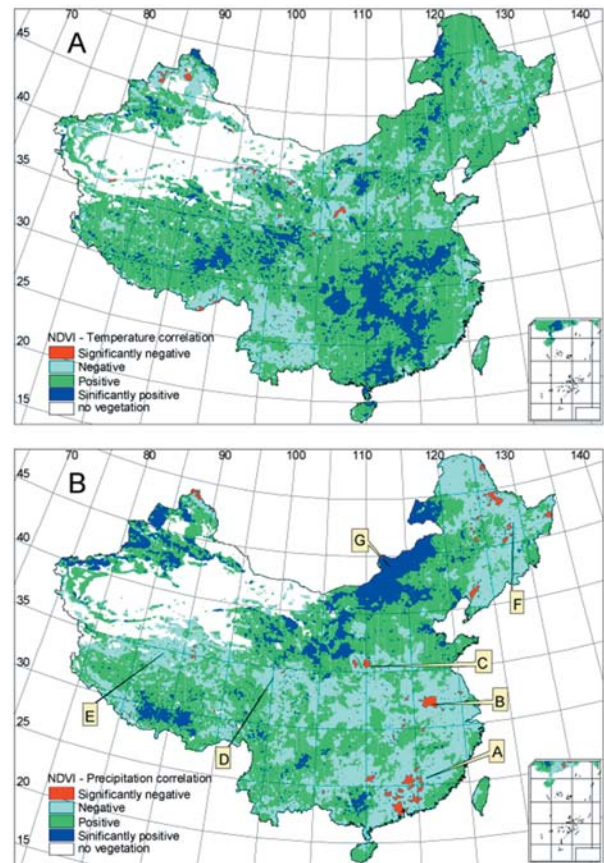 70 80 90 100 110 120 130 140
45
A
40
35
30
25
20
15
NDVI - Temperature correlation
Significantly negative
Negative
Positive
Sinificantly positive
no vegetation
70 80 90 100 110 120 130 140
45
B
G
40
35
F
C
30
B
E
D
25
A
20
NDVI - Precipitation correlation
Significantly negative
Negative
Positive
Sinificantly positive
no vegetation
15